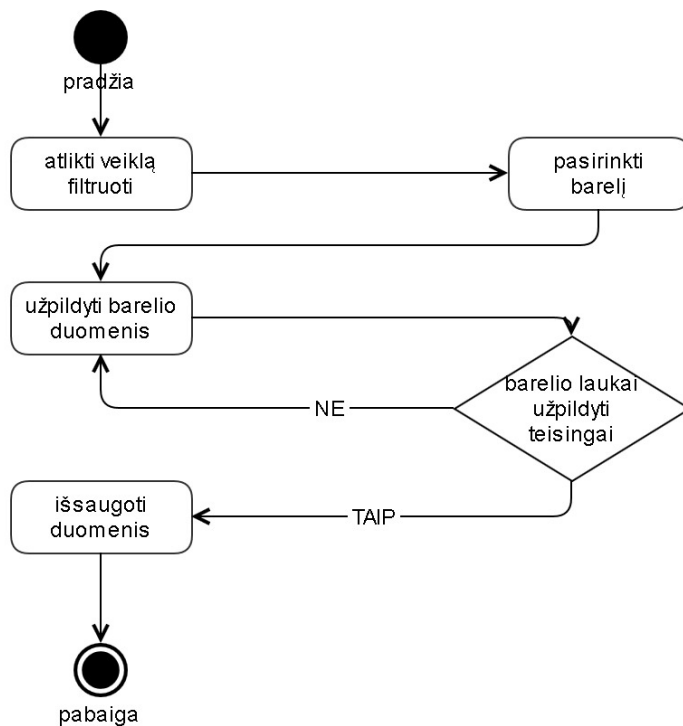 pradžia
atlikti veiklą
filtruoti
pasirinkti
barelį
užpildyti barelio
duomenis
barelio laukai
užpildyti
teisingai
NE
išsaugoti
duomenis
TAIP
pabaiga